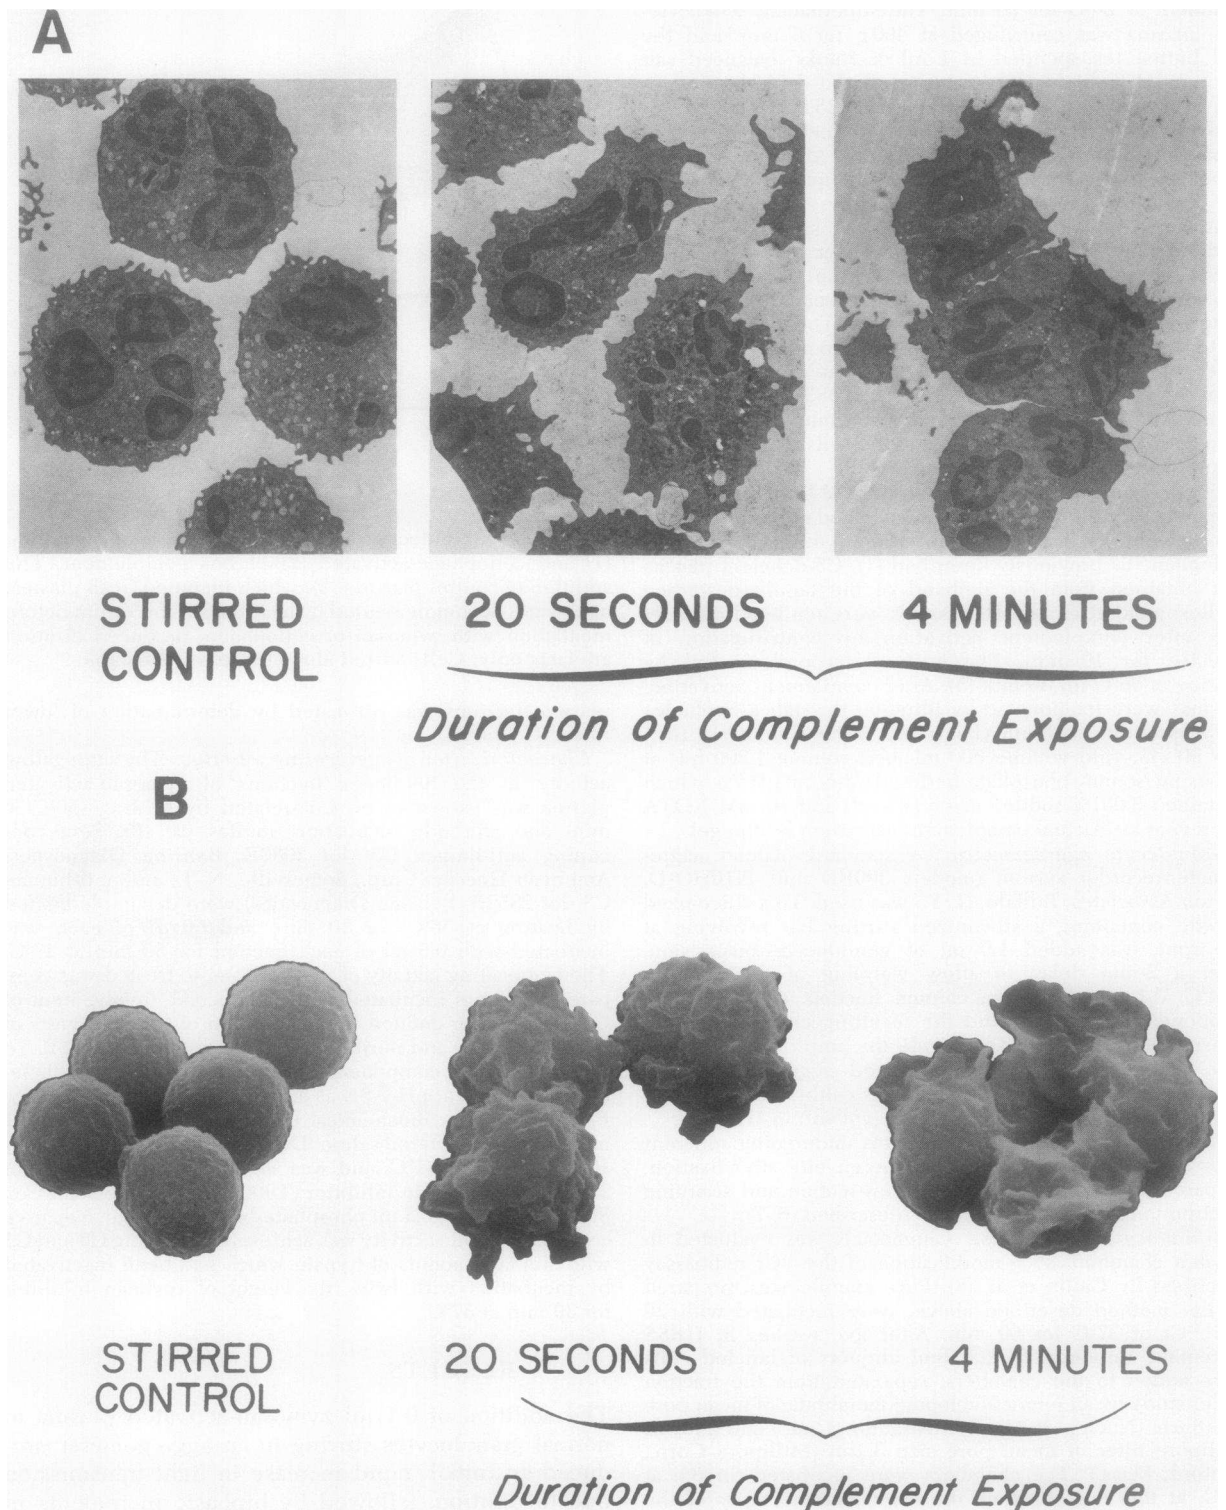 A
STIRRED
CONTROL
20 SECONDS
4 MINUTES
Duration of Complement Exposure
B
STIRRED
CONTROL
20 SECONDS
4 MINUTES
Duration of Complement Exposure